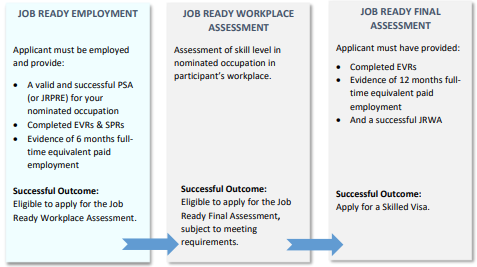 JOB READY EMPLOYMENT
Applicant must be employed
and provide:
• A valid and successful PSA
(or JRPRE) for your
nominated occupation
• Completed EVRs & SPRs
• Evidence of 6 months full-
time equivalent paid
employment
Successful Outcome:
Eligible to apply for the Job
Ready Workplace Assessment.
JOB READY WORKPLACE
ASSESSMENT
Assessment of skill level in
nominated occupation in
participant’s workplace.
Successful Outcome:
Eligible to apply for the Job
Ready Final Assessment,
subject to meeting
requirements.
JOB READY FINAL
ASSESSMENT
Applicant must have provided:
• Completed EVRs
• Evidence of 12 months full-
time equivalent paid
employment
• And a successful JRWA
Successful Outcome:
Apply for a Skilled Visa.